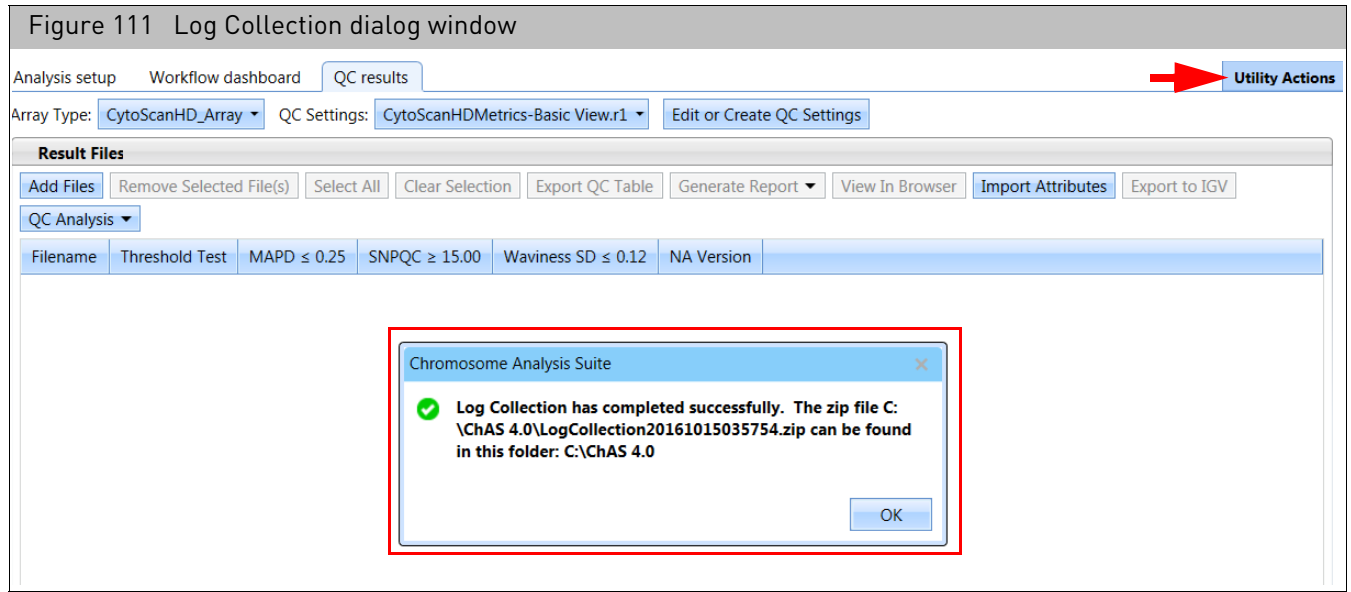 Figure 111 Log Collection dialog window
Analysis setup Workflow dashboard QC results Utility Actions
Array Type: CytoScanHD_Array QC Settings: CytoScanHDMetrics-Basic View.r1 Edit or Create QC Settings
Result Files
Add Files Remove Selected File(s) Select All Clear Selection Export QC Table Generate Report View In Browser Import Attributes Export to IGV
QC Analysis
Filename Threshold Test MAPD ≤ 0.25 SNPQC ≥ 15.00 Waviness SD ≤ 0.12 NA Version
Chromosome Analysis Suite
Log Collection has completed successfully. The zip file C:
\ChAS 4.0\LogCollection20161015035754.zip can be found
in this folder: C:\ChAS 4.0
OK